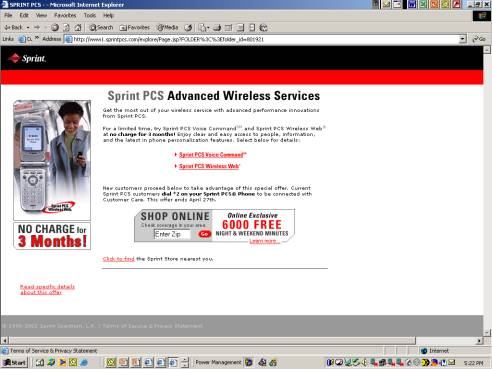 SPRINT PCS - - Microsoft Internet Explorer
File Edit View Favorites Tools Help
Back Search Favorites Media
Links Address http://www1.sprintpcs.com/explore/Page.jsp?FOLDER%3C%3Efolder_id=801921 Go
Sprint.
Sprint PCS Advanced Wireless Services
Get the most out of your wireless service with advanced performance innovations
from Sprint PCS.
For a limited time, try Sprint PCS Voice Command℠ and Sprint PCS Wireless Web®
at no charge for 3 months! Enjoy clear and easy access to people, information,
and the latest in phone personalization features. Select below for details:
Sprint PCS Voice Command℠
Sprint PCS Wireless Web®
New customers proceed below to take advantage of this special offer. Current
Sprint PCS customers dial *2 on your Sprint PCS® Phone to be connected with
Customer Care. This offer ends April 27th.
Sprint PCS
Wireless Web
NO CHARGE for
3 Months!
SHOP ONLINE
Check coverage in your area
Enter Zip Go
Online Exclusive
6000 FREE
NIGHT & WEEKEND MINUTES
Learn more...
Click to find the Sprint Store nearest you.
Read specific details
about this offer
Sprint Spectrum, L.P. | Terms of Service & Privacy Statement
Terms of Service & Privacy Statement Internet
Start Power Management 5:22 PM